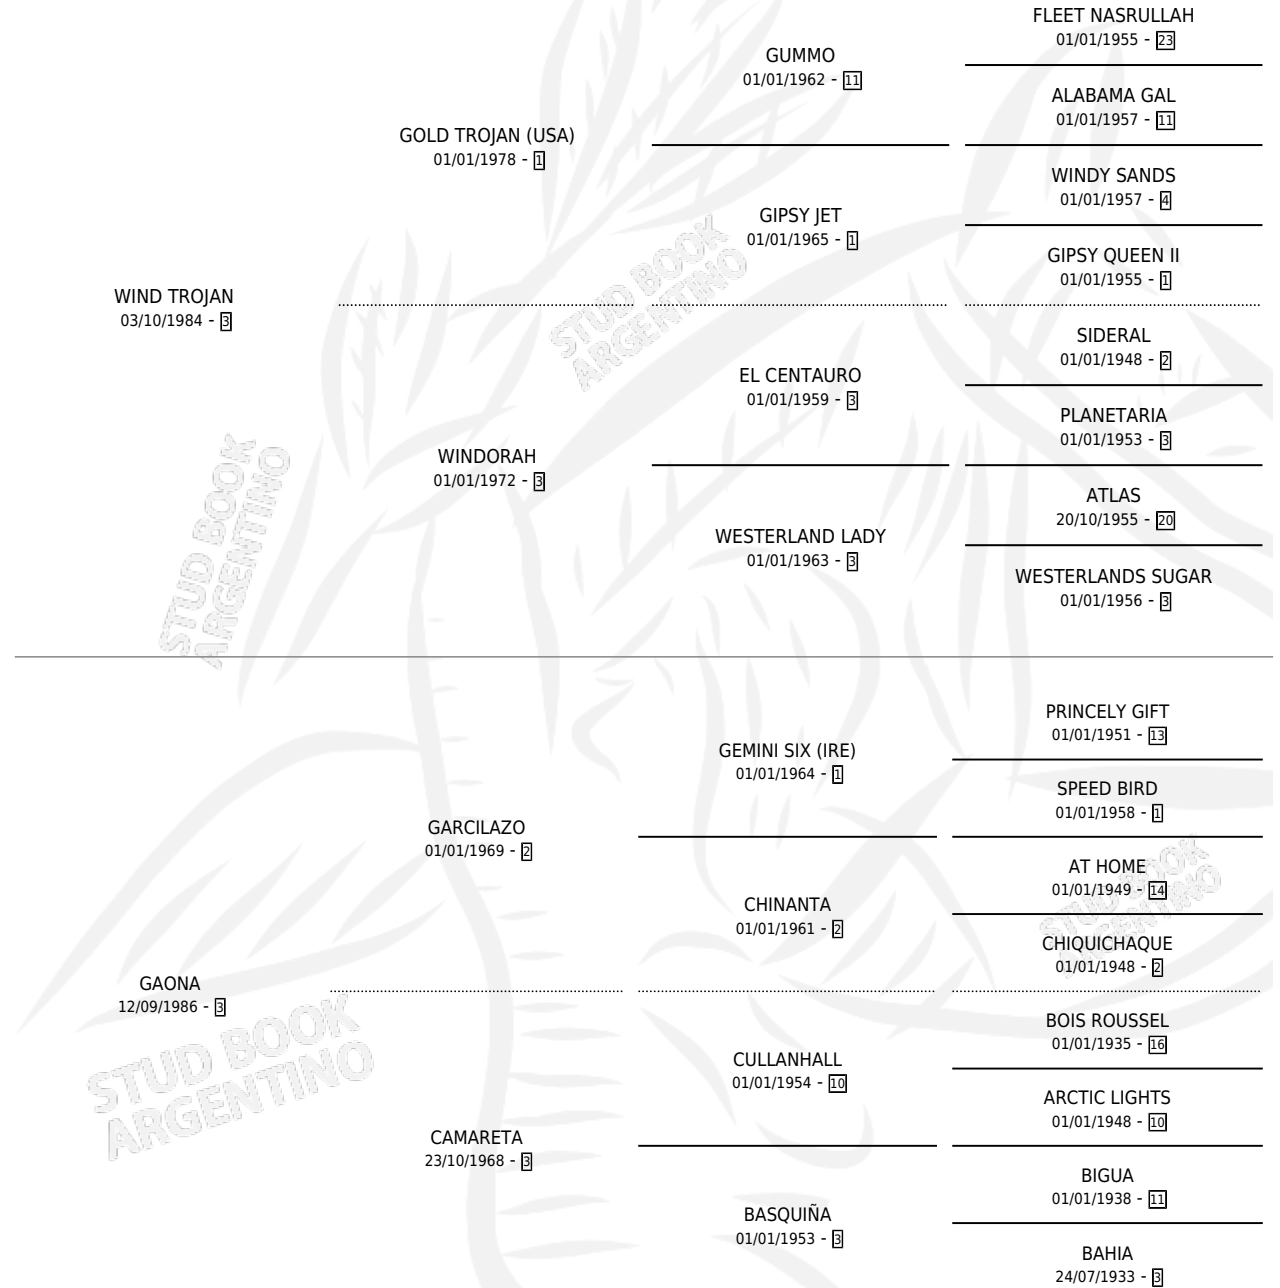 FLEET NASRULLAH
01/01/1955 - 23
GUMMO
01/01/1962 - 11
ALABAMA GAL
01/01/1957 - 11
GOLD TROJAN (USA)
01/01/1978 - 1
WINDY SANDS
01/01/1957 - 4
GIPSY JET
01/01/1965 - 1
GIPSY QUEEN II
01/01/1955 - 1
WIND TROJAN
03/10/1984 - 3
SIDERAL
01/01/1948 - 2
EL CENTAURO
01/01/1959 - 3
PLANETARIA
01/01/1953 - 3
WINDORAH
01/01/1972 - 3
ATLAS
20/10/1955 - 20
WESTERLAND LADY
01/01/1963 - 3
WESTERLANDS SUGAR
01/01/1956 - 3
PRINCELY GIFT
01/01/1951 - 13
GEMINI SIX (IRE)
01/01/1964 - 1
SPEED BIRD
01/01/1958 - 1
GARCILAZO
01/01/1969 - 2
AT HOME
01/01/1949 - 14
CHINANTA
01/01/1961 - 2
CHIQUICHAQUE
01/01/1948 - 2
GAONA
12/09/1986 - 3
BOIS ROUSSEL
01/01/1935 - 16
CULLANHALL
01/01/1954 - 10
ARCTIC LIGHTS
01/01/1948 - 10
CAMARETA
23/10/1968 - 3
BIGUA
01/01/1938 - 11
BASQUIÑA
01/01/1953 - 3
BAHIA
24/07/1933 - 3
STUD BOOK
ARGENTINO
STUD BOOK
ARGENTINO
STUD BOOK
ARGENTINO
STUD BOOK
ARGENTINO